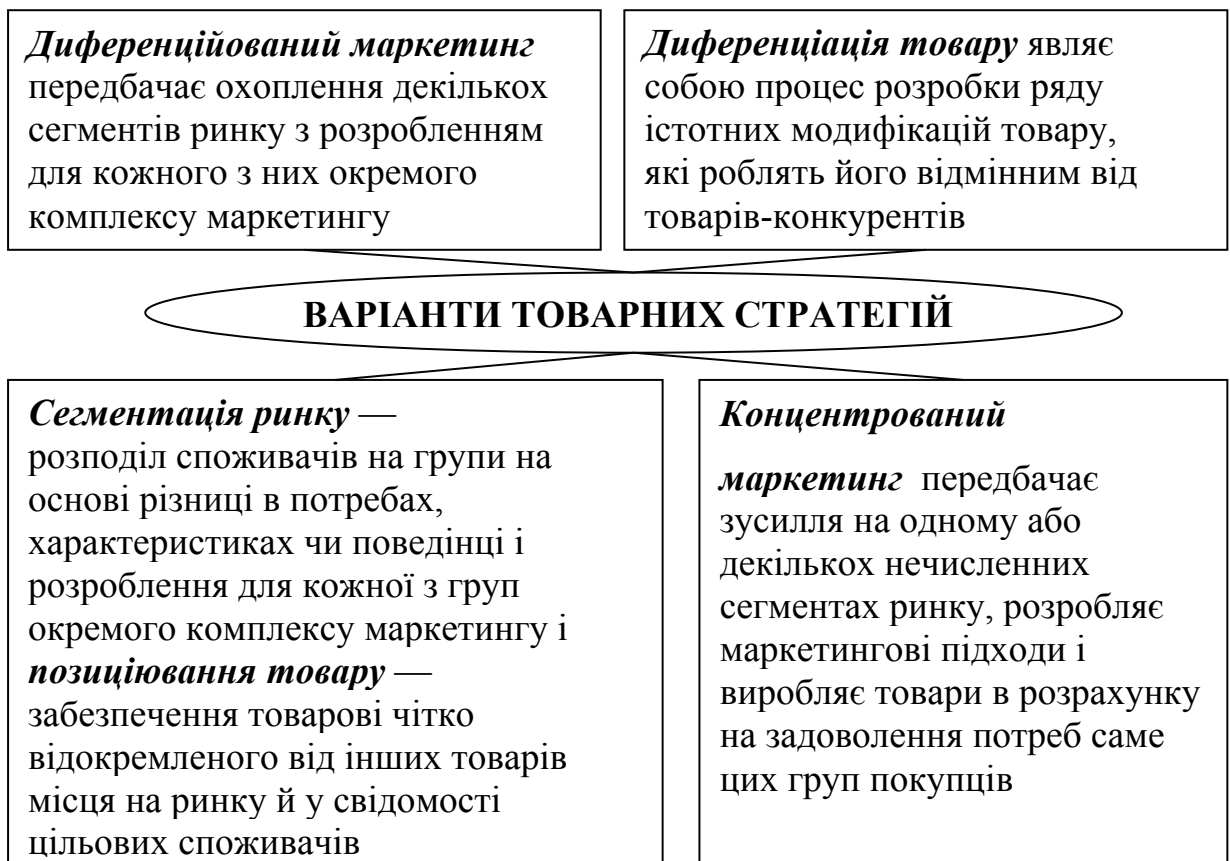 Диференційований маркетинг
передбачає охоплення декількох
сегментів ринку з розробленням
для кожного з них окремого
комплексу маркетингу
Диференціація товару являє
собою процес розробки ряду
істотних модифікацій товару,
які роблять його відмінним від
товарів-конкурентів
ВАРІАНТИ ТОВАРНИХ СТРАТЕГІЙ
Сегментація ринку —
розподіл споживачів на групи на
основі різниці в потребах,
характеристиках чи поведінці і
розроблення для кожної з груп
окремого комплексу маркетингу і
позиціювання товару —
забезпечення товарові чітко
відокремленого від інших товарів
місця на ринку й у свідомості
цільових споживачів
Концентрований
маркетинг передбачає
зусилля на одному або
декількох нечисленних
сегментах ринку, розробляє
маркетингові підходи і
виробляє товари в розрахунку
на задоволення потреб саме
цих груп покупців